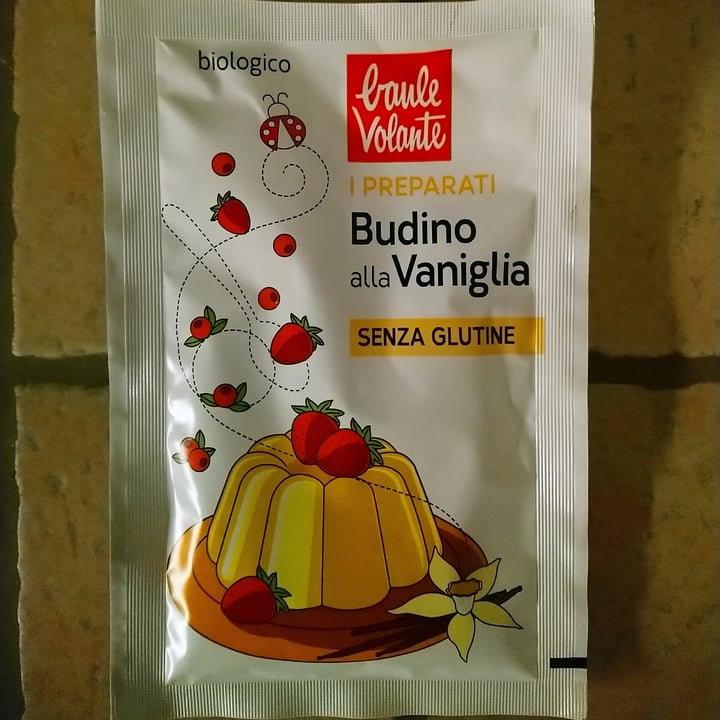 biologico
baule
volante
I PREPARATI
Budino
alla Vaniglia
SENZA GLUTINE